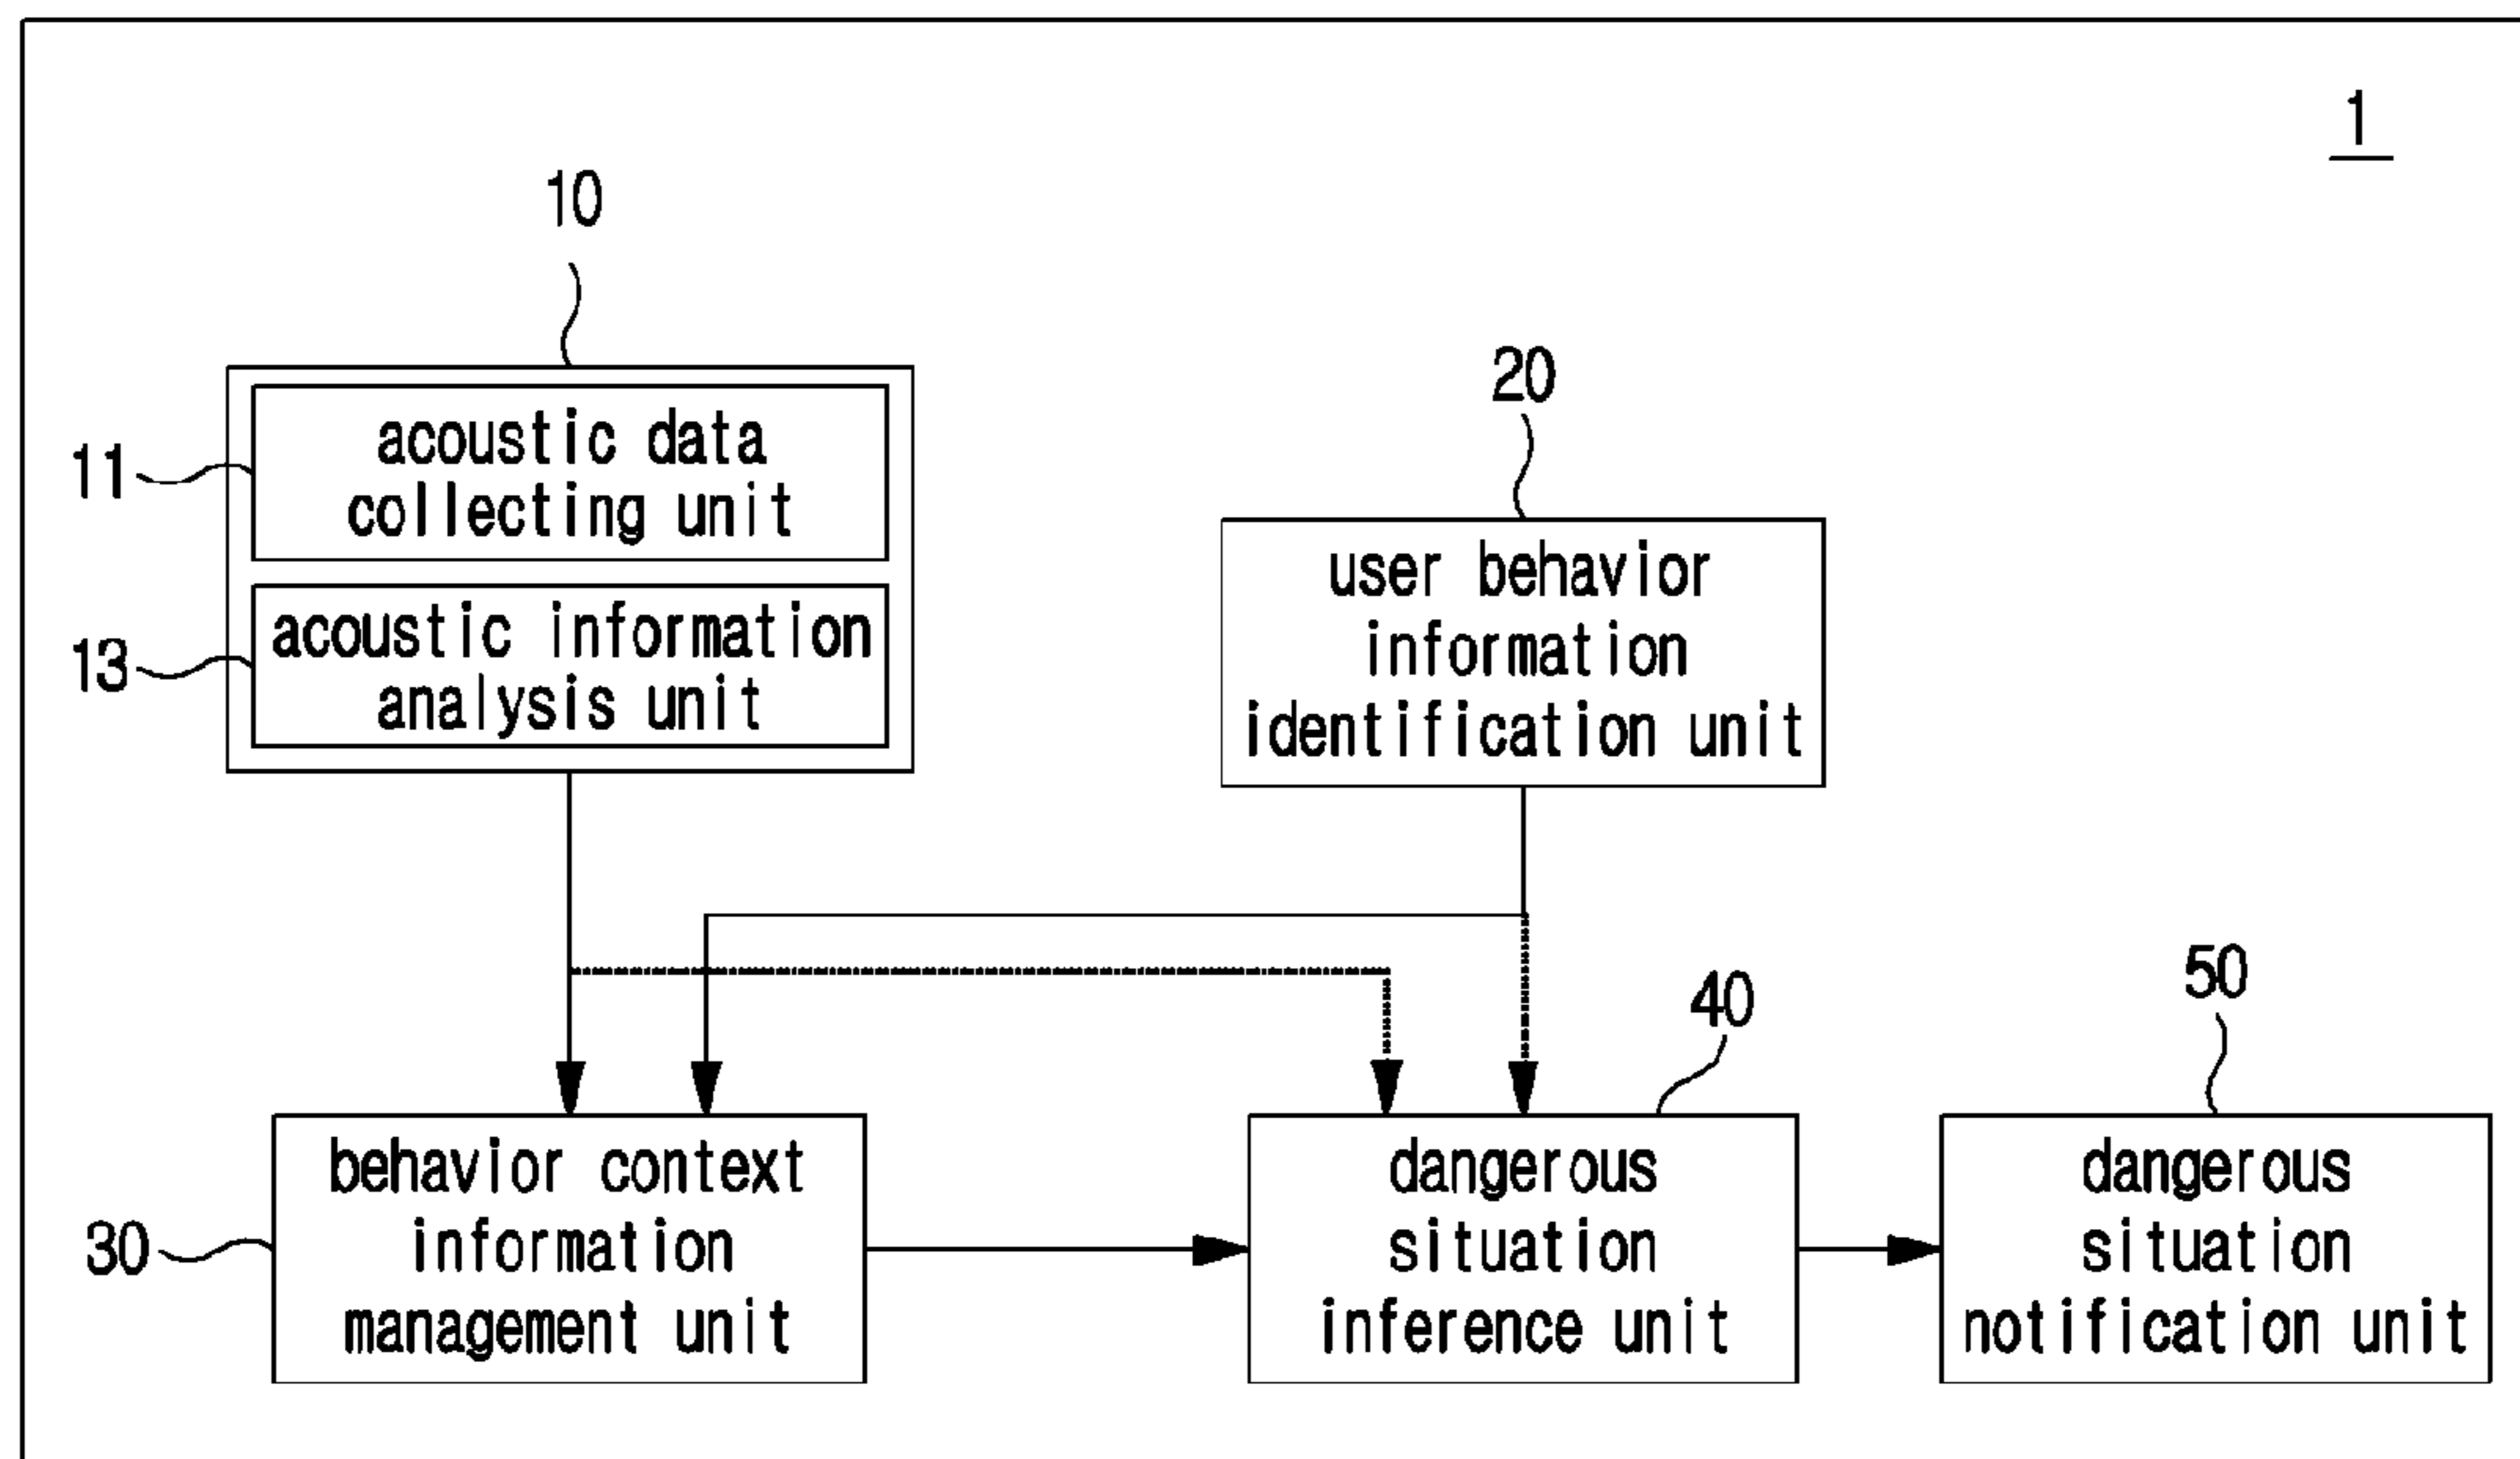 1
10
11
acoustic data
collecting unit
13
acoustic information
analysis unit
20
user behavior
information
identification unit
30
behavior context
information
management unit
40
dangerous
situation
inference unit
50
dangerous
situation
notification unit